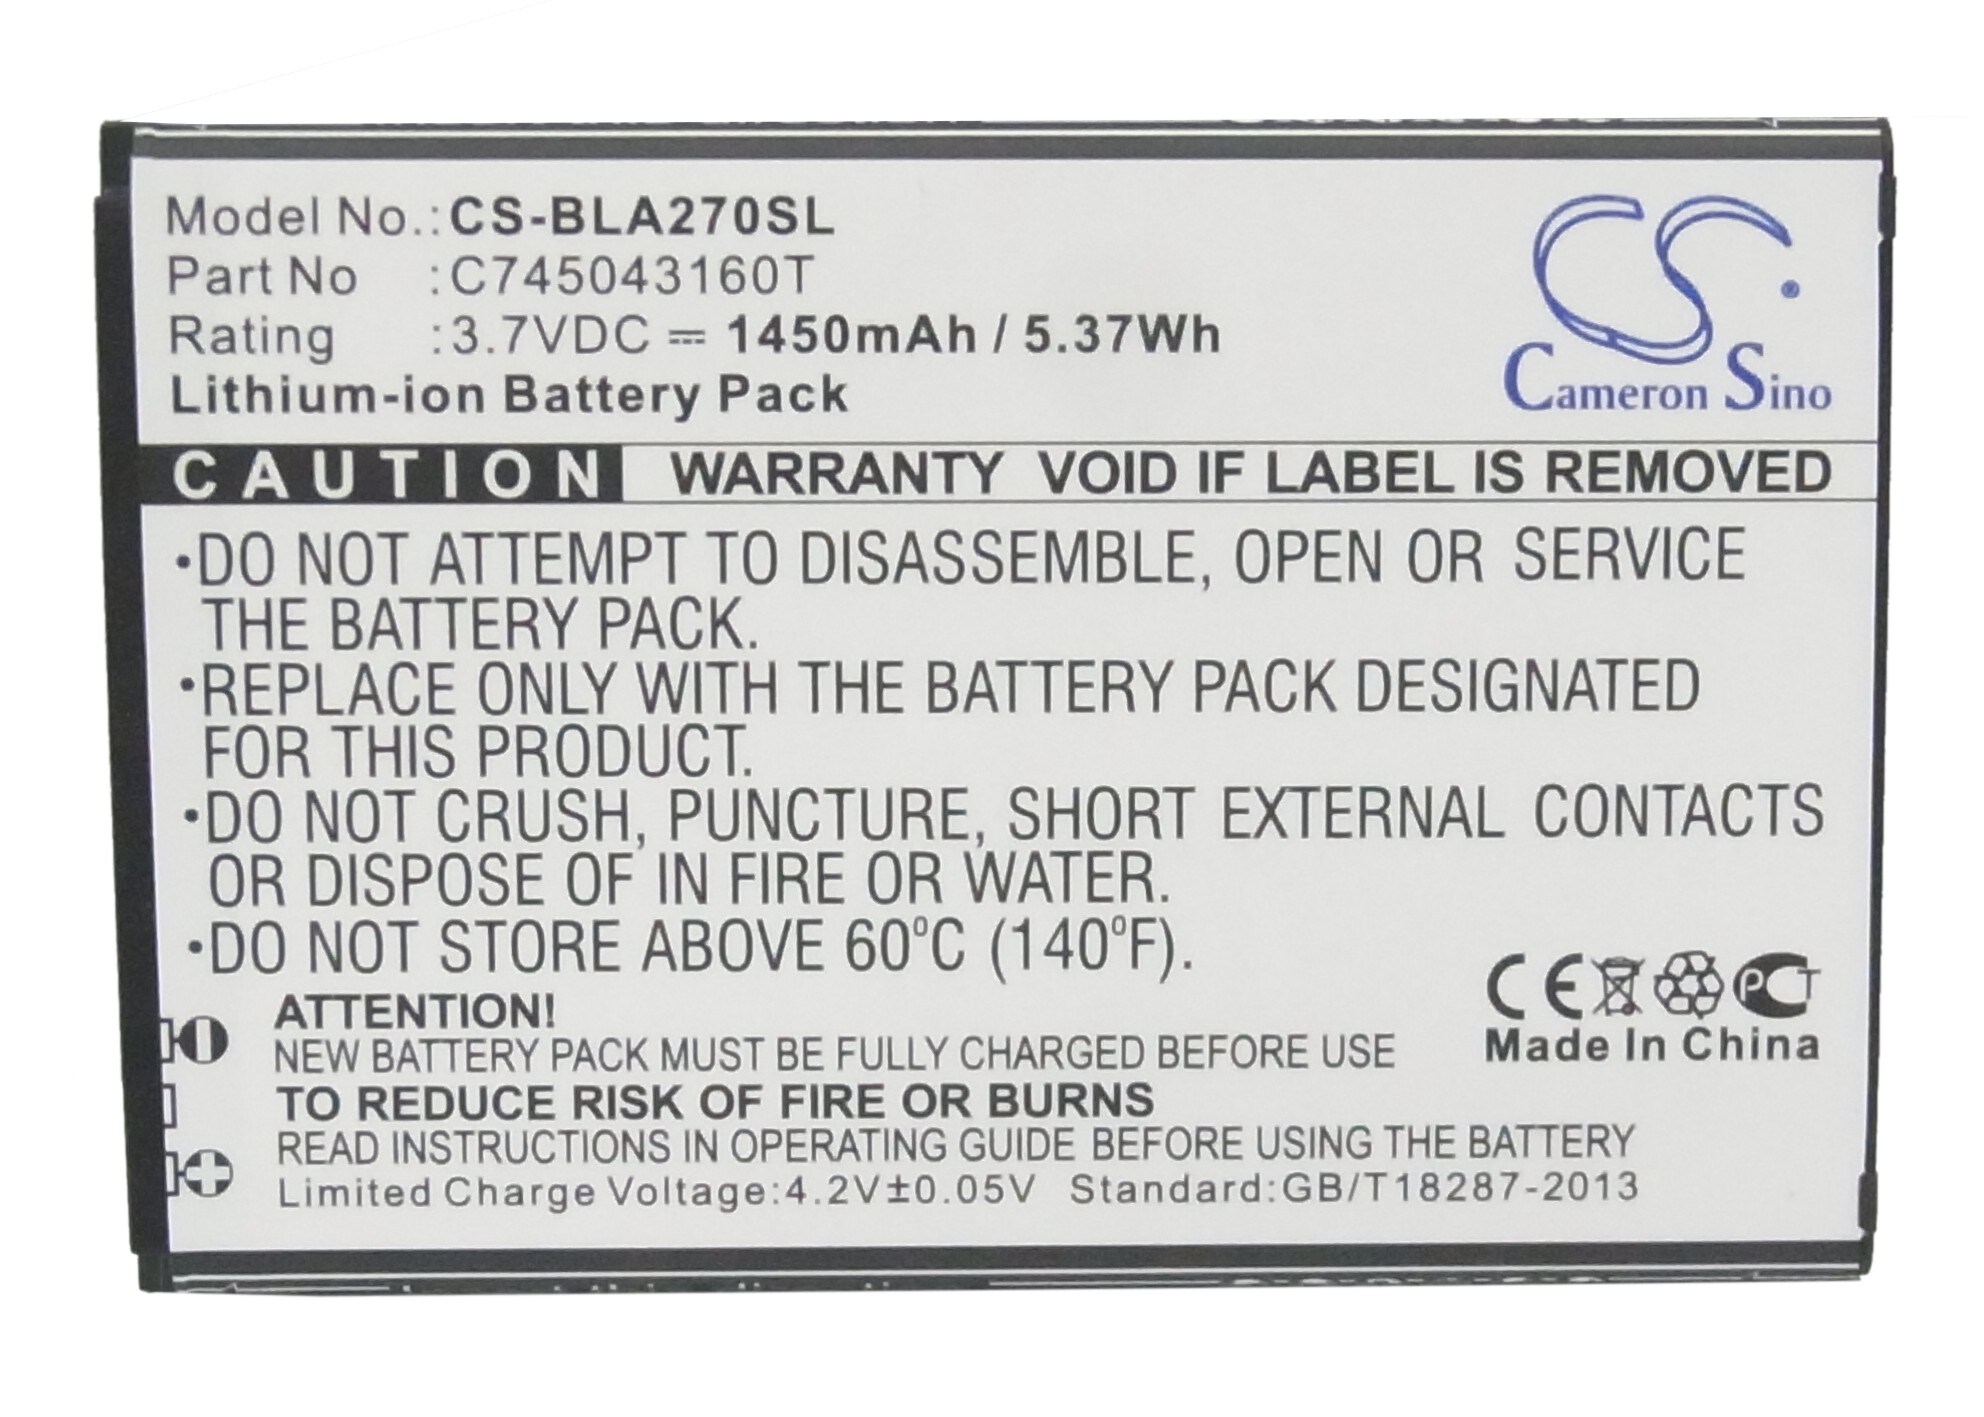 Model No.: CS-BLA270SL
Part No : C745043160T
Rating : 3.7VDC ⎓ 1450mAh / 5.37Wh
Lithium-ion Battery Pack
CS ®
Cameron Sino
CAUTION WARRANTY VOID IF LABEL IS REMOVED
•DO NOT ATTEMPT TO DISASSEMBLE, OPEN OR SERVICE
THE BATTERY PACK.
•REPLACE ONLY WITH THE BATTERY PACK DESIGNATED
FOR THIS PRODUCT.
•DO NOT CRUSH, PUNCTURE, SHORT EXTERNAL CONTACTS
OR DISPOSE OF IN FIRE OR WATER.
•DO NOT STORE ABOVE 60°C (140°F).
CE PCT
Made In China
ATTENTION!
NEW BATTERY PACK MUST BE FULLY CHARGED BEFORE USE
TO REDUCE RISK OF FIRE OR BURNS
READ INSTRUCTIONS IN OPERATING GUIDE BEFORE USING THE BATTERY
Limited Charge Voltage:4.2V±0.05V Standard:GB/T18287-2013